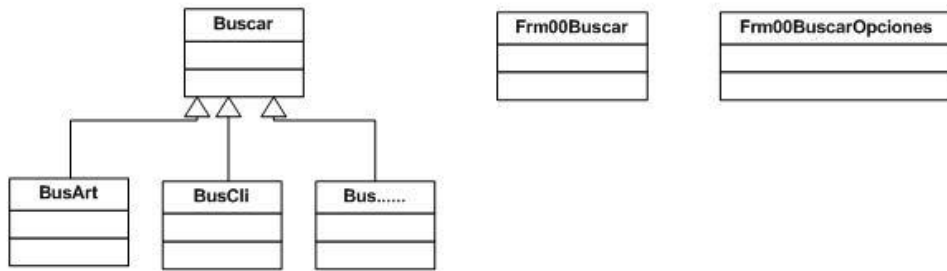 Buscar
Frm00Buscar
Frm00BuscarOpciones
BusArt
BusCli
Bus......